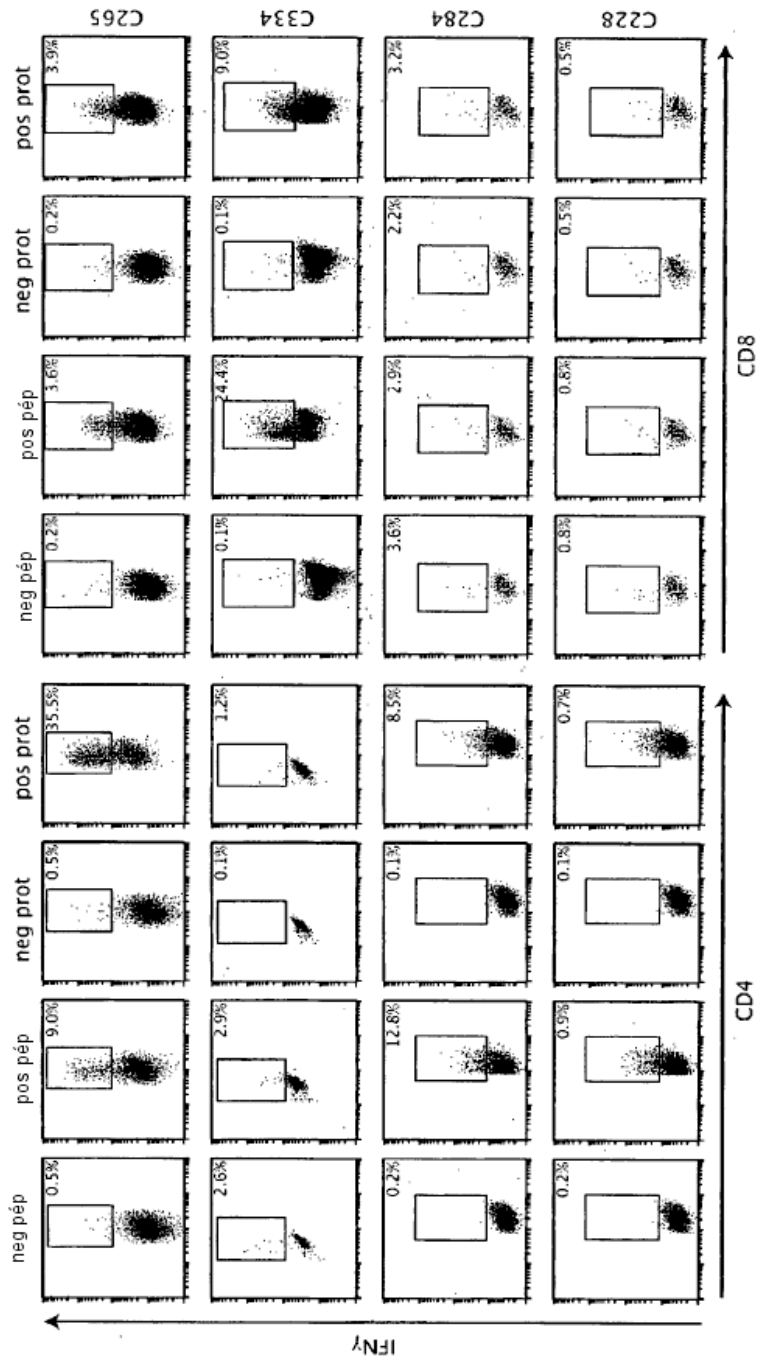 neg pép pos pép neg prot pos prot neg pép pos pép neg prot pos prot
0.5% 9.0% 0.5% 35.5% 0.2% 3.6% 0.2% 3.9% C265
2.6% 2.9% 0.1% 1.2% 0.1% 24.4% 0.1% 9.0% C334
0.2% 12.8% 0.1% 8.5% 3.6% 2.9% 2.2% 3.2% C284
0.2% 0.9% 0.1% 0.7% 0.8% 0.8% 0.5% 0.5% C228
IFNγ
CD4 CD8